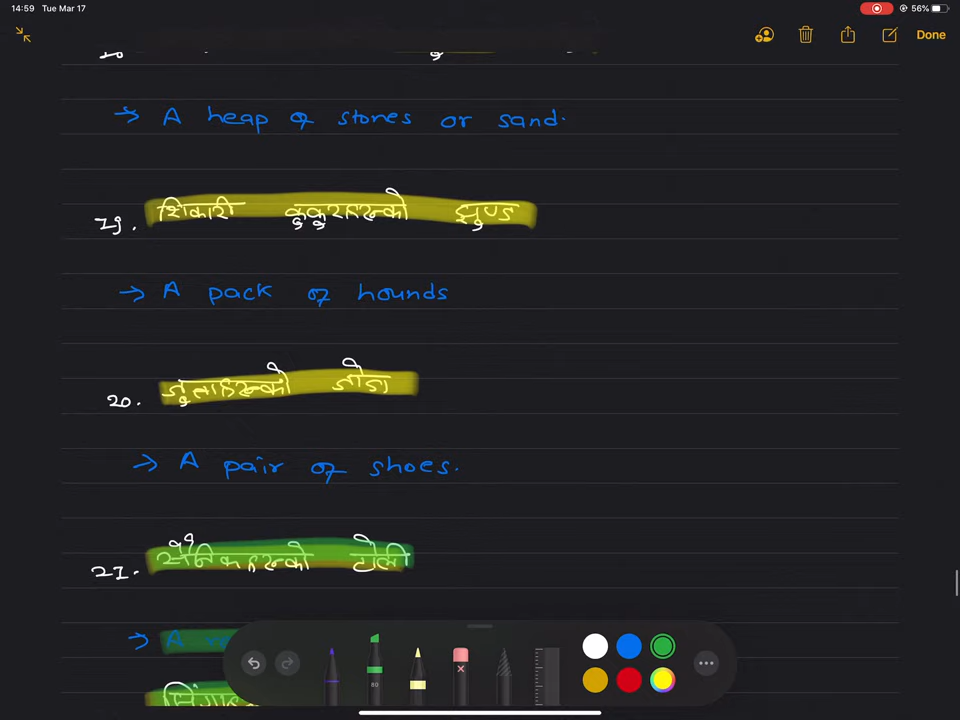 14:59 Tue Mar 17
56%
Done
→ A heap of stones or sand.
19. शिकारी कुकुरहरुको झुण्ड
→ A pack of hounds
20. जुत्ताहरुको जोडा
→ A pair of shoes.
21. सैनिकहरुको टोली
→ A
80